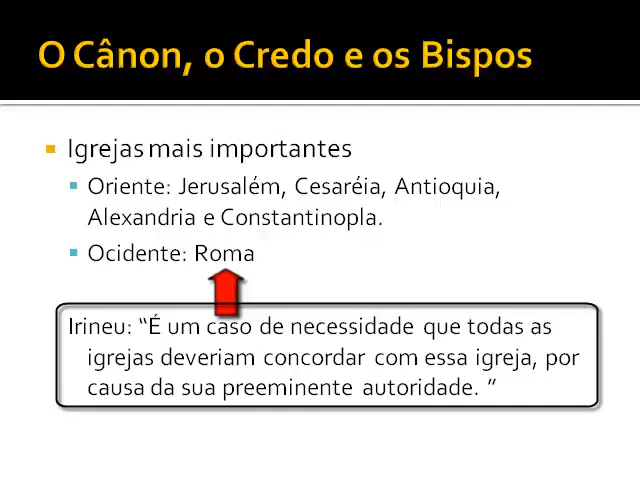 O Cânon, o Credo e os Bispos
Igrejas mais importantes
Oriente: Jerusalém, Cesaréia, Antioquia,
Alexandria e Constantinopla.
Ocidente: Roma
Irineu: “É um caso de necessidade que todas as
igrejas deveriam concordar com essa igreja, por
causa da sua preeminente autoridade. ”